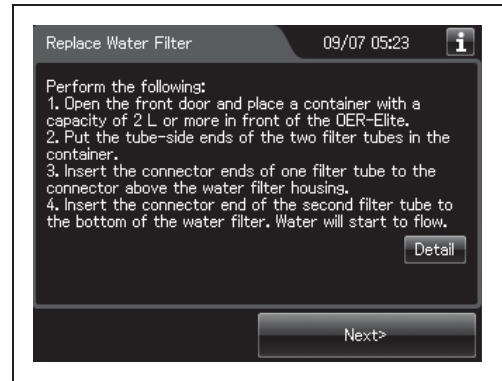 Replace Water Filter
09/07 05:23
i
Perform the following:
1. Open the front door and place a container with a
capacity of 2 L or more in front of the OER-Elite.
2. Put the tube-side ends of the two filter tubes in the
container.
3. Insert the connector ends of one filter tube to the
connector above the water filter housing.
4. Insert the connector end of the second filter tube to
the bottom of the water filter. Water will start to flow.
Detail
Next>